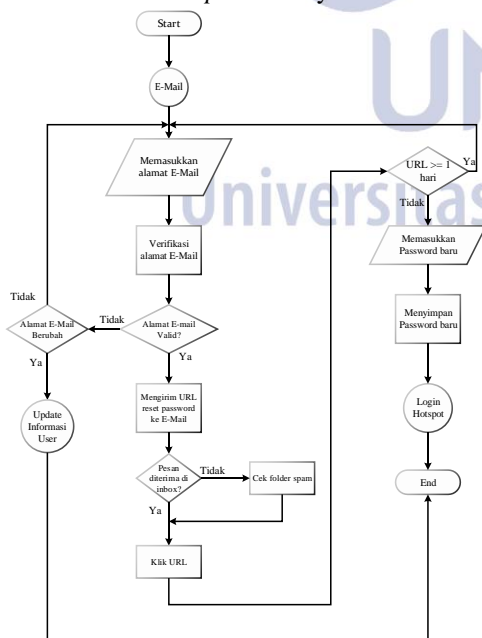 Start
E-Mail
Memasukkan
alamat E-Mail
Verifikasi
alamat E-Mail
Alamat E-mail
Valid?
Tidak
Ya
Alamat E-Mail
Berubah
Tidak
Ya
Update
Informasi
User
Mengirim URL
reset password
ke E-Mail
Pesan
diterima di
inbox?
Tidak
Ya
Cek folder spam
Klik URL
URL >= 1
hari
Ya
Tidak
Memasukkan
Password baru
Menyimpan
Password baru
Login
Hotspot
End
UN
Universitas